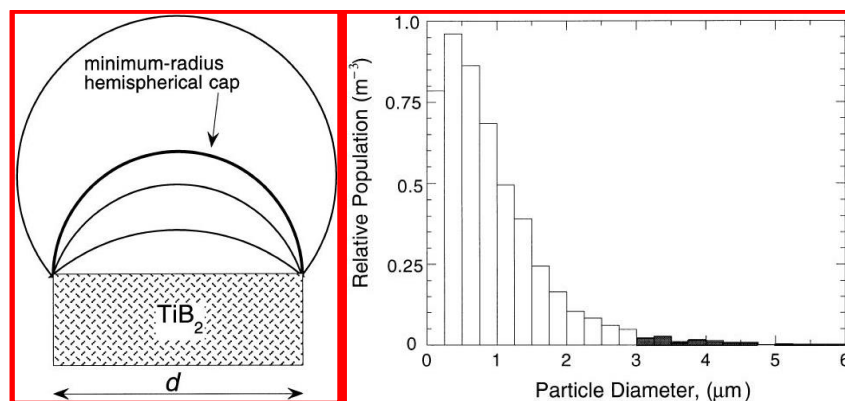 minimum-radius
hemispherical cap
TiB₂
d
Relative Population (m⁻³)
1.0
0.75
0.5
0.25
0
0 1 2 3 4 5 6
Particle Diameter, (μm)